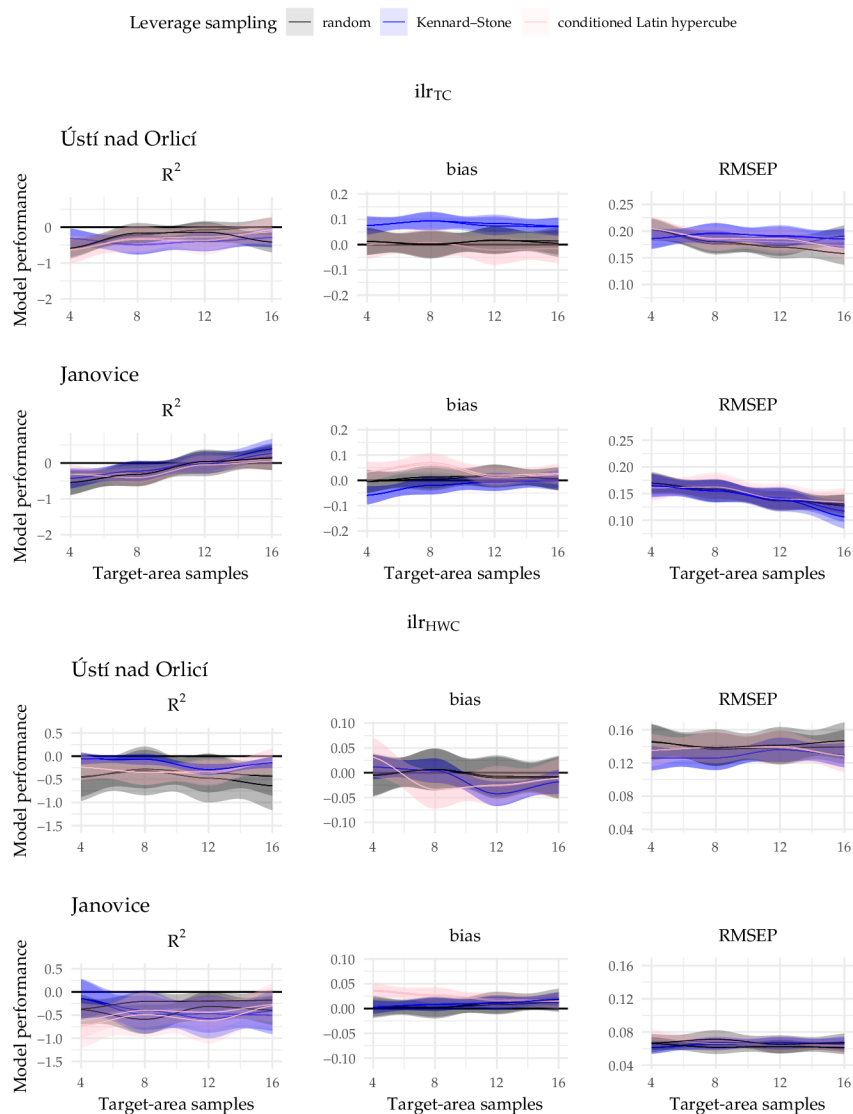 Leverage sampling random Kennard–Stone conditioned Latin hypercube
ilrTC
Ústí nad Orlicí
R² bias RMSEP
Model performance
0
−1
−2
4 8 12 16
0.2
0.1
0.0
−0.1
−0.2
4 8 12 16
0.25
0.20
0.15
0.10
4 8 12 16
Janovice
R² bias RMSEP
Model performance
0
−1
−2
4 8 12 16
0.2
0.1
0.0
−0.1
−0.2
4 8 12 16
0.25
0.20
0.15
0.10
4 8 12 16
Target-area samples Target-area samples Target-area samples
ilrHWC
Ústí nad Orlicí
R² bias RMSEP
Model performance
0.5
0.0
−0.5
−1.0
−1.5
4 8 12 16
0.10
0.05
0.00
−0.05
−0.10
4 8 12 16
0.16
0.12
0.08
0.04
4 8 12 16
Janovice
R² bias RMSEP
Model performance
0.5
0.0
−0.5
−1.0
−1.5
4 8 12 16
0.10
0.05
0.00
−0.05
−0.10
4 8 12 16
0.16
0.12
0.08
0.04
4 8 12 16
Target-area samples Target-area samples Target-area samples